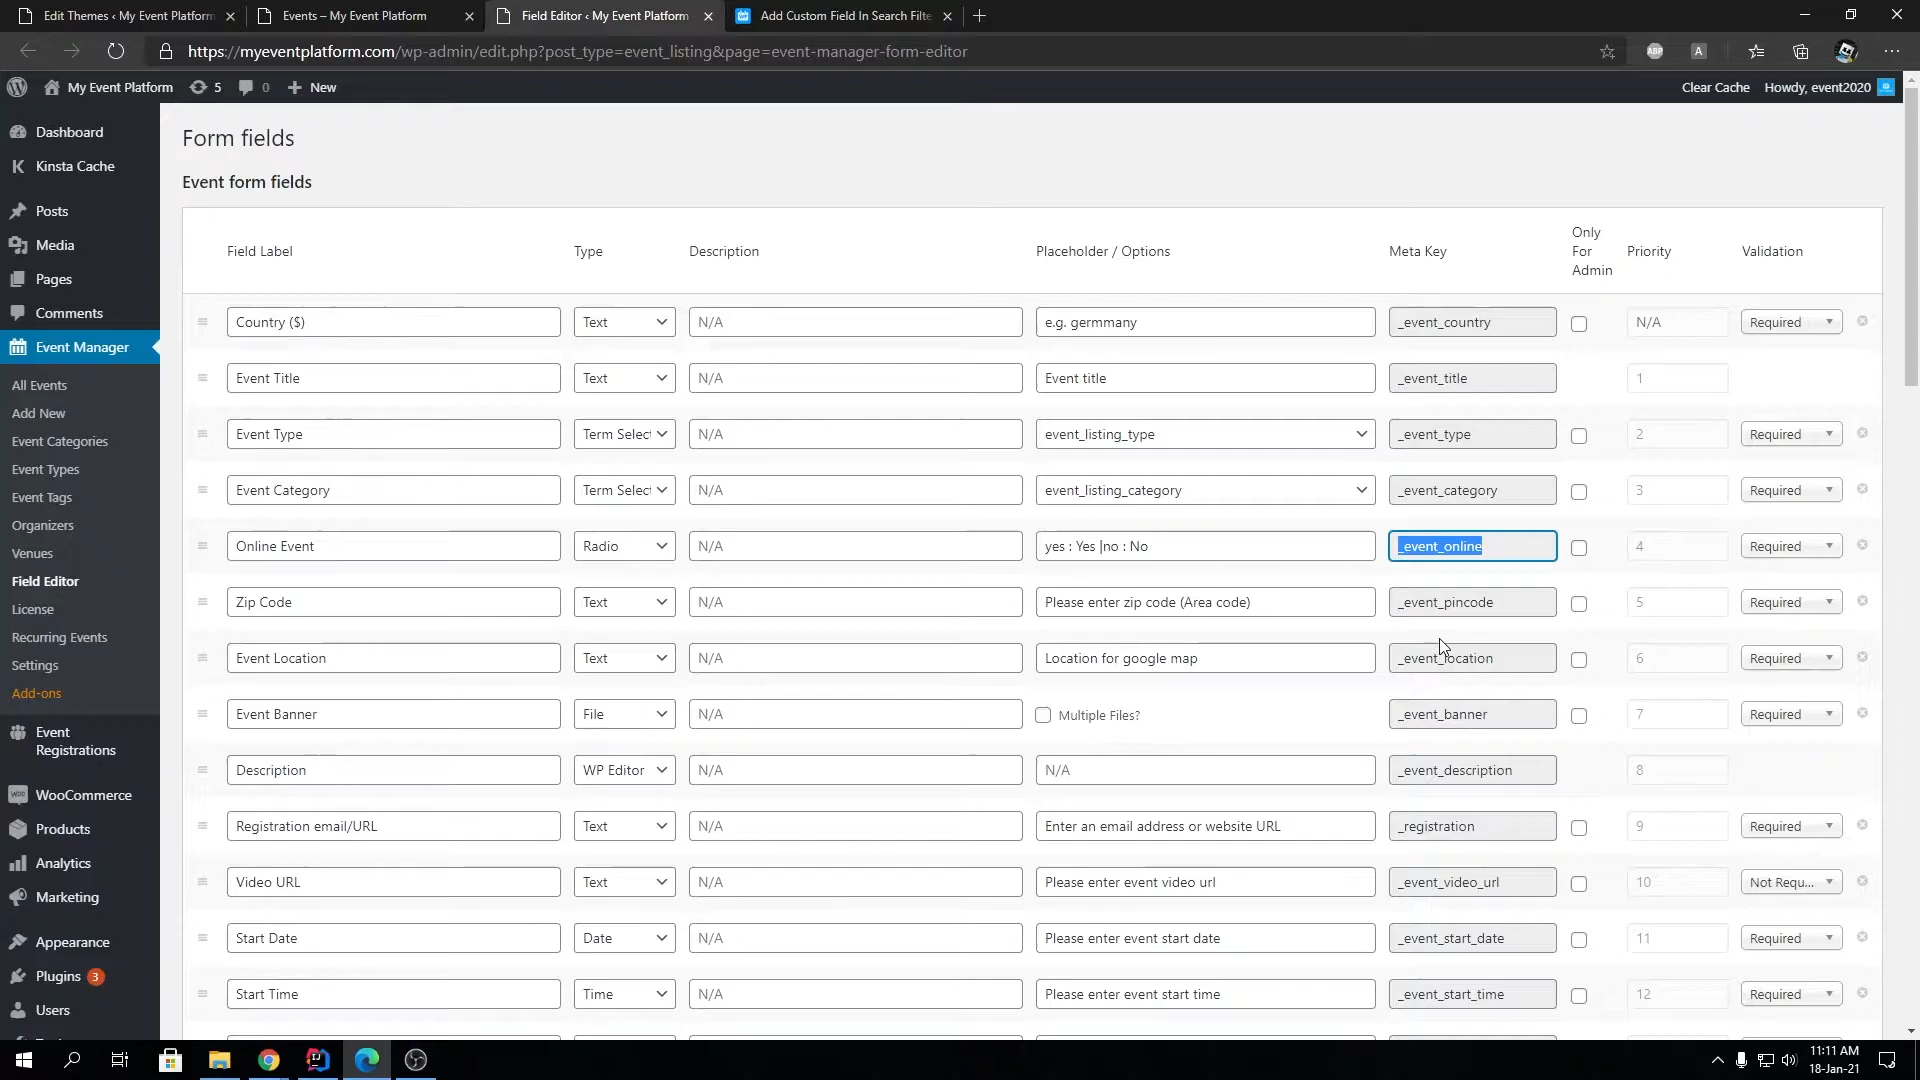 Edit Themes ‹ My Event Platform
Events – My Event Platform
Field Editor ‹ My Event Platform
Add Custom Field In Search Filte
https://myeventplatform.com/wp-admin/edit.php?post_type=event_listing&page=event-manager-form-editor
ABP
A
My Event Platform
5
0
New
Clear Cache
Howdy, event2020
Dashboard
Kinsta Cache
Posts
Media
Pages
Comments
Event Manager
All Events
Add New
Event Categories
Event Types
Event Tags
Organizers
Venues
Field Editor
License
Recurring Events
Settings
Add-ons
Event
Registrations
WooCommerce
Products
Analytics
Marketing
Appearance
Plugins 3
Users
Form fields
Event form fields
Field Label Type Description Placeholder / Options Meta Key Only For Admin Priority Validation
Country ($) Text N/A e.g. germmany _event_country N/A Required
Event Title Text N/A Event title _event_title 1
Event Type Term Select N/A event_listing_type _event_type 2 Required
Event Category Term Select N/A event_listing_category _event_category 3 Required
Online Event Radio N/A yes : Yes |no : No _event_online 4 Required
Zip Code Text N/A Please enter zip code (Area code) _event_pincode 5 Required
Event Location Text N/A Location for google map _event_location 6 Required
Event Banner File N/A Multiple Files? _event_banner 7 Required
Description WP Editor N/A N/A _event_description 8
Registration email/URL Text N/A Enter an email address or website URL _registration 9 Required
Video URL Text N/A Please enter event video url _event_video_url 10 Not Requ...
Start Date Date N/A Please enter event start date _event_start_date 11 Required
Start Time Time N/A Please enter event start time _event_start_time 12 Required
11:11 AM
18-Jan-21